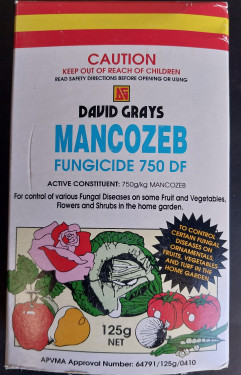 CAUTION
KEEP OUT OF REACH OF CHILDREN
READ SAFETY DIRECTIONS BEFORE OPENING OR USING
DAVID GRAYS
MANCOZEB
FUNGICIDE 750 DF
ACTIVE CONSTITUENT: 750g/kg MANCOZEB
For control of various Fungal Diseases on some Fruit and Vegetables,
Flowers and Shrubs in the home garden.
TO CONTROL
CERTAIN FUNGAL
DISEASES ON
ORNAMENTALS,
FRUITS, VEGETABLES
AND TURF IN THE
HOME GARDEN
125g
NET
APVMA Approval Number: 64791/125g/0410